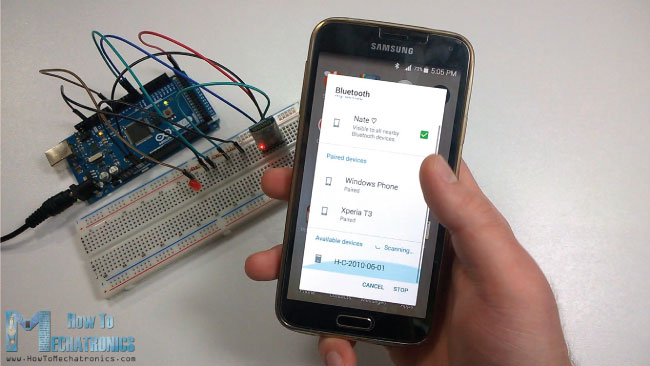 SAMSUNG
73% 5:05 PM
Bluetooth
Nate ♡
Visible to all nearby
Bluetooth devices
Paired devices
Windows Phone
Paired
Xperia T3
Paired
Available devices
Scanning...
H-C-2010-06-01
CANCEL STOP
How To
Mechatronics
www.HowToMechatronics.com